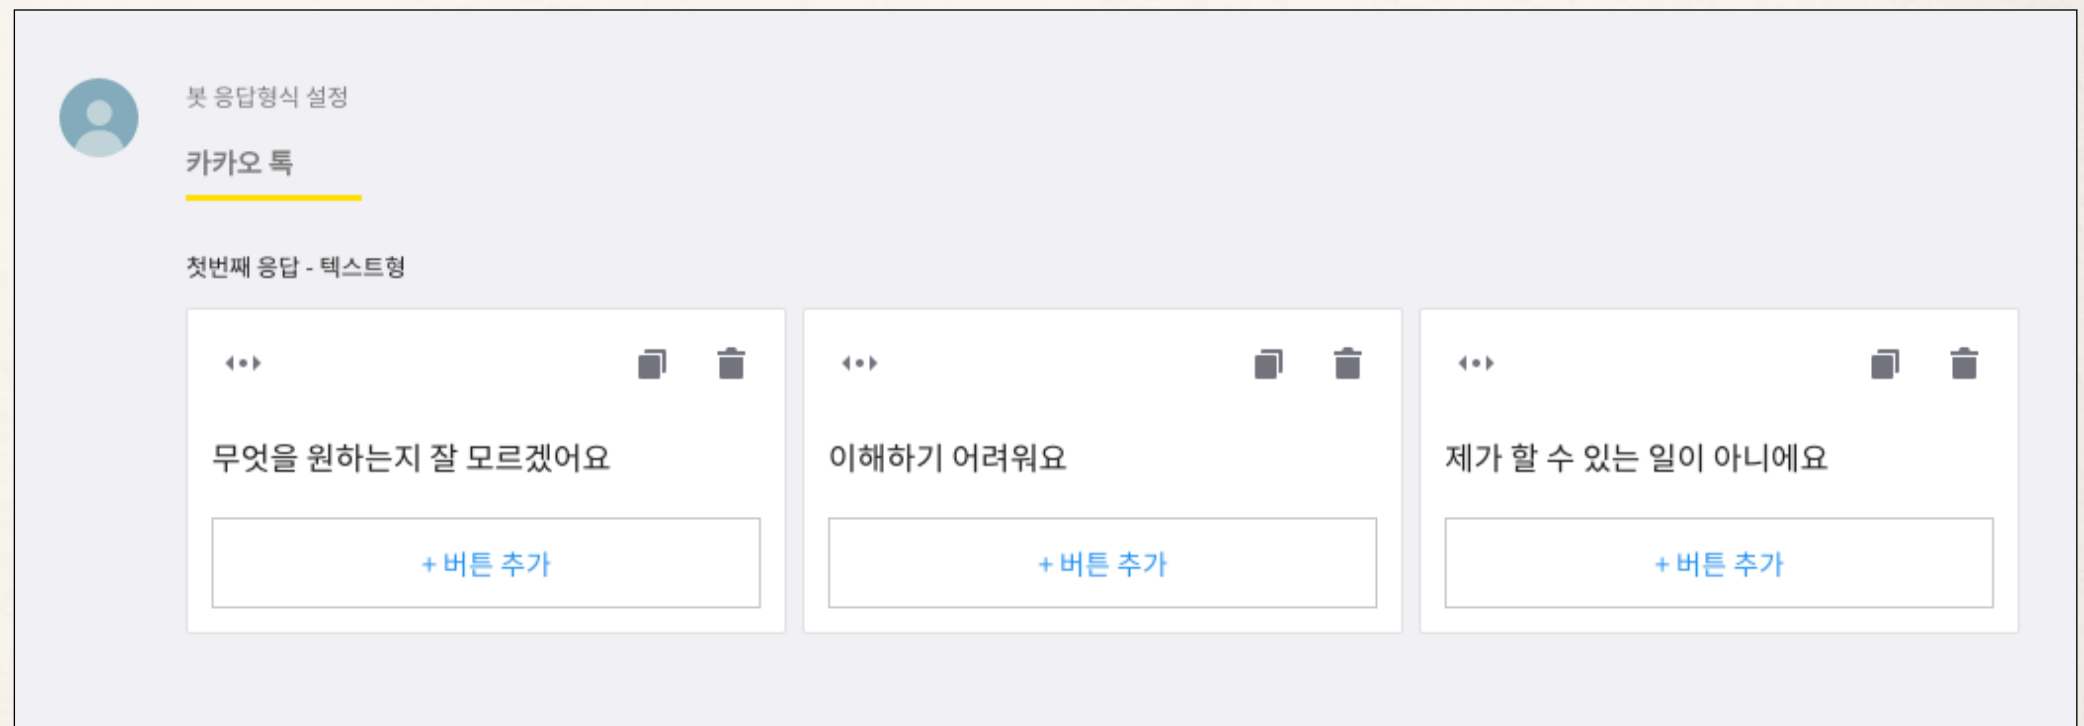 봇 응답형식 설정
카카오 톡
첫번째 응답 - 텍스트형
무엇을 원하는지 잘 모르겠어요
+ 버튼 추가
이해하기 어려워요
+ 버튼 추가
제가 할 수 있는 일이 아니에요
+ 버튼 추가